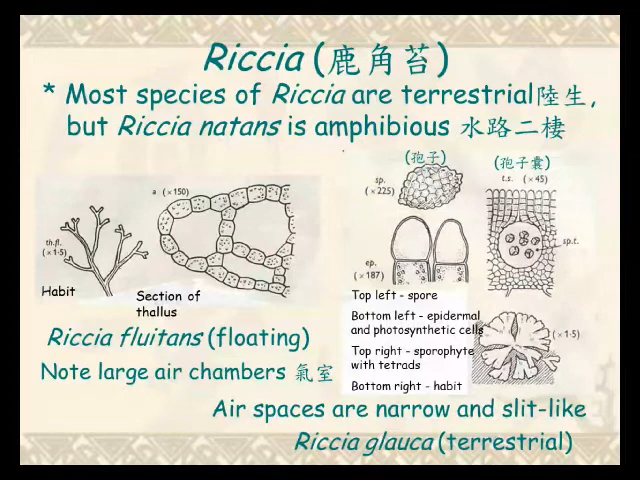 Riccia (鹿角苔)
* Most species of Riccia are terrestrial陸生,
but Riccia natans is amphibious 水路二棲
(孢子)
(孢子囊)
sp.
(×225)
t.s. (×45)
a (×150)
th.fl.
(×1·5)
sp.t.
ep.
(×187)
Habit
Section of
thallus
Top left - spore
Bottom left - epidermal
and photosynthetic cells
Top right - sporophyte
with tetrads
Bottom right - habit
(×1·5)
Riccia fluitans (floating)
Note large air chambers 氣室
Air spaces are narrow and slit-like
Riccia glauca (terrestrial)